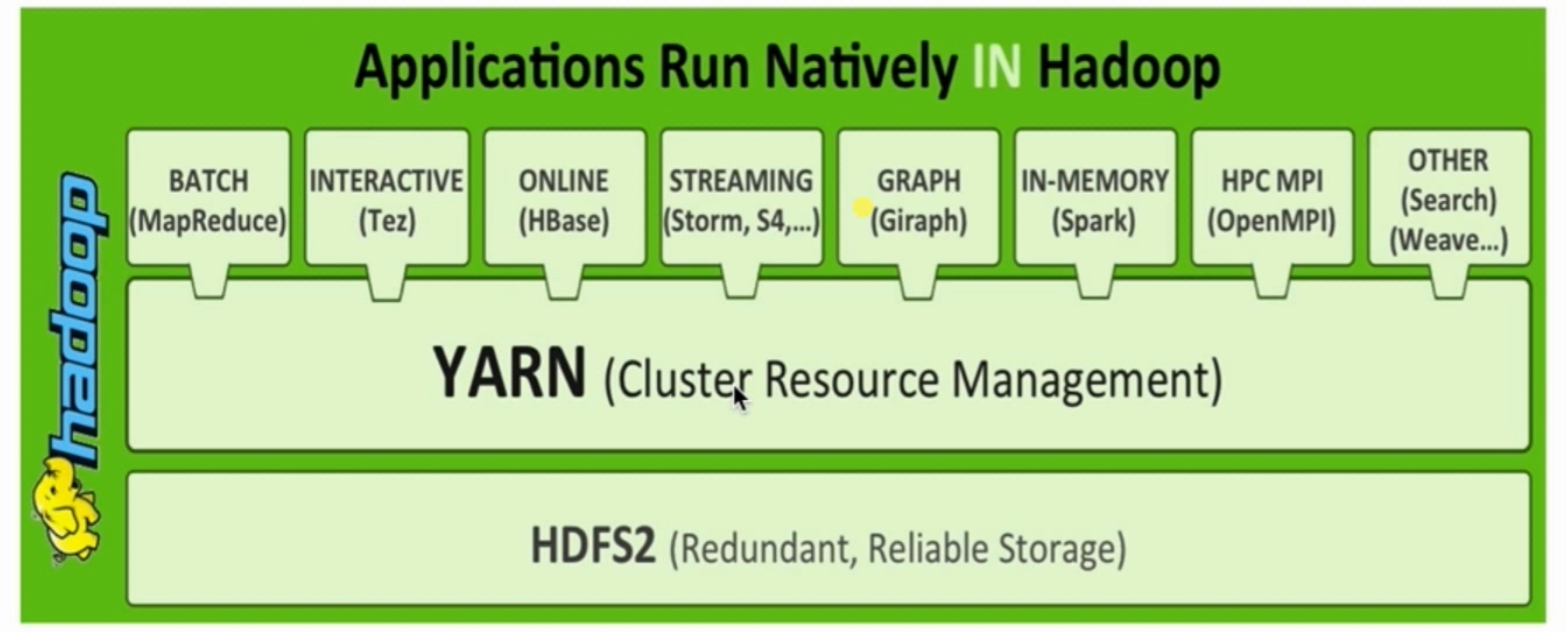 Applications Run Natively IN Hadoop
BATCH
(MapReduce)
INTERACTIVE
(Tez)
ONLINE
(HBase)
STREAMING
(Storm, S4,...)
GRAPH
(Giraph)
IN-MEMORY
(Spark)
HPC MPI
(OpenMPI)
OTHER
(Search)
(Weave...)
hadoop
YARN (Cluster Resource Management)
HDFS2 (Redundant, Reliable Storage)